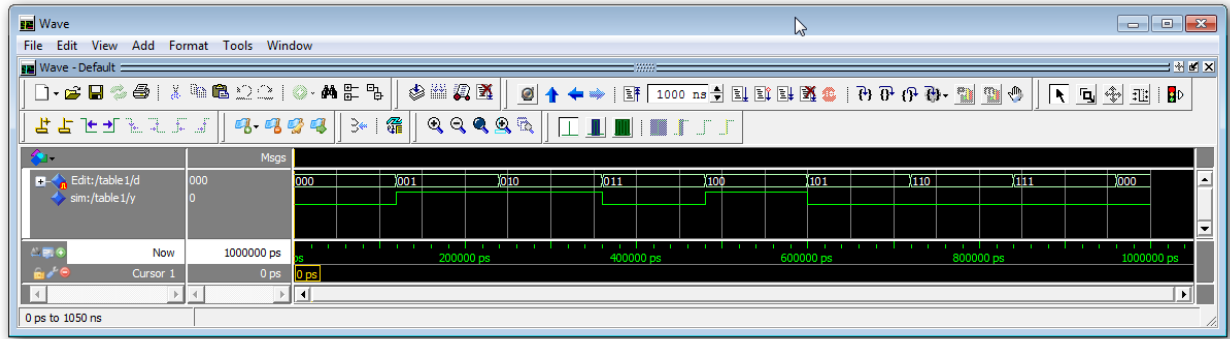 Wave
File Edit View Add Format Tools Window
Wave - Default
1000 ns
Msgs
Edit:/table1/d 000 000 001 010 011 100 101 110 111 000
sim:/table1/y 0
Now 1000000 ps ps 200000 ps 400000 ps 600000 ps 800000 ps 1000000 ps
Cursor 1 0 ps 0 ps
0 ps to 1050 ns